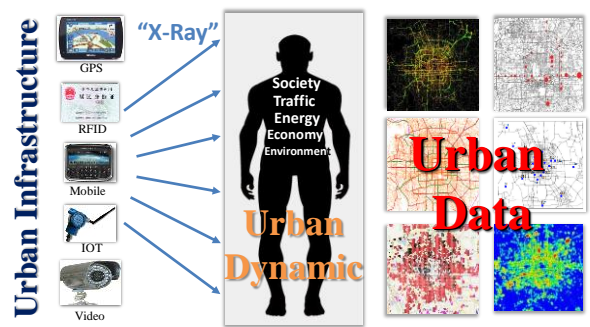 Urban Infrastructure
GPS
RFID
Mobile
IOT
Video
“X-Ray”
Society
Traffic
Energy
Economy
Environment
Urban
Dynamic
Urban
Data